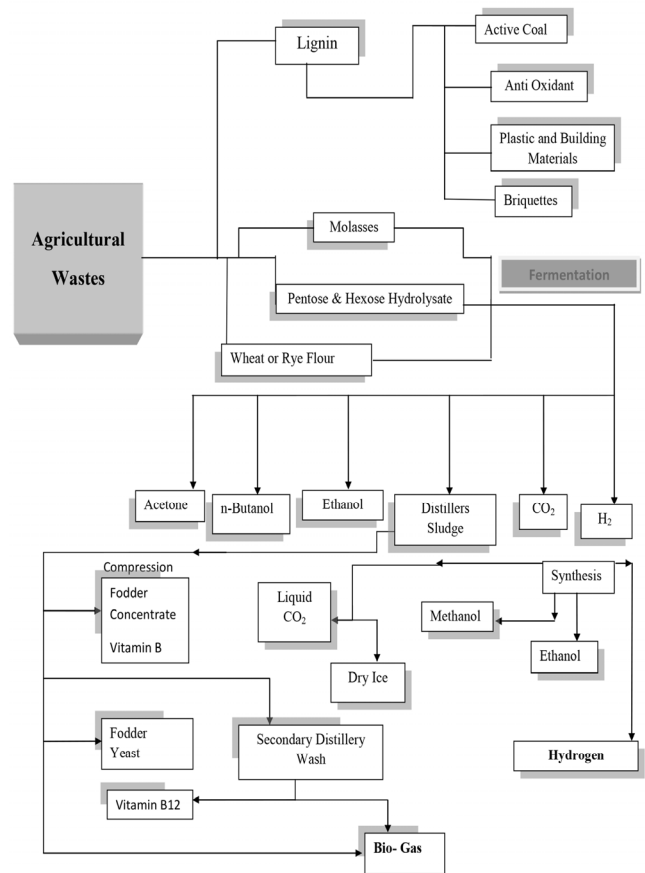 Lignin
Active Coal
Anti Oxidant
Plastic and Building
Materials
Briquettes
Agricultural
Wastes
Molasses
Fermentation
Pentose & Hexose Hydrolysate
Wheat or Rye Flour
Acetone
n-Butanol
Ethanol
Distillers
Sludge
CO₂
H₂
Compression
Fodder
Concentrate
Vitamin B
Liquid
CO₂
Synthesis
Methanol
Ethanol
Dry Ice
Fodder
Yeast
Secondary Distillery
Wash
Hydrogen
Vitamin B12
Bio- Gas